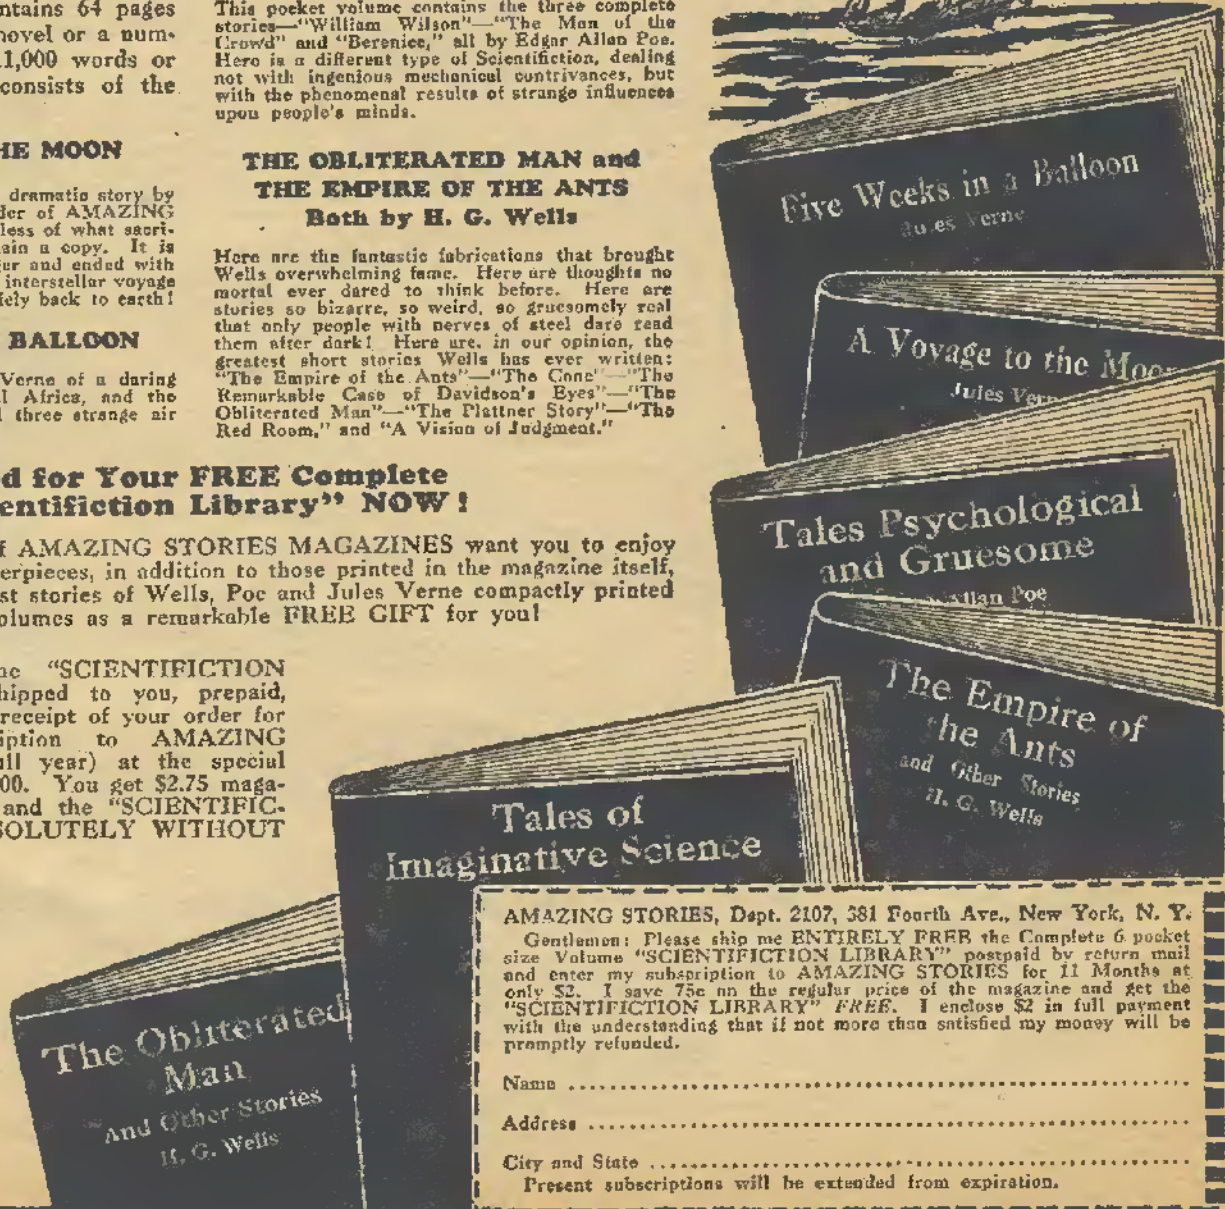 ntains 64 pages
novel or a num-
1,000 words or
consists of the
HE MOON
dramatic story by
der of AMAZING
less of what sacri-
ain a copy. It is
ger and ended with
interstellar voyage
ely back to earth!
BALLOON
Verne of a daring
l Africa, and the
l three strange air
This pocket volume contains the three complete
stories—"William Wilson"—"The Man of the
Crowd" and "Berenice," all by Edgar Allan Poe.
Here is a different type of Scientifiction, dealing
not with ingenious mechanical contrivances, but
with the phenomenal results of strange influences
upon people's minds.
THE OBLITERATED MAN and
THE EMPIRE OF THE ANTS
Both by H. G. Wells
Here are the fantastic fabrications that brought
Wells overwhelming fame. Here are thoughts no
mortal ever dared to think before. Here are
stories so bizarre, so weird, so gruesomely real
that only people with nerves of steel dare read
them after dark! Here are, in our opinion, the
greatest short stories Wells has ever written:
"The Empire of the Ants"—"The Cone"—"The
Remarkable Case of Davidson's Eyes"—"The
Obliterated Man"—"The Plattner Story"—"The
Red Room," and "A Vision of Judgment."
d for Your FREE Complete
entifiction Library" NOW!
f AMAZING STORIES MAGAZINES want you to enjoy
erpieces, in addition to those printed in the magazine itself,
st stories of Wells, Poe and Jules Verne compactly printed
olumes as a remarkable FREE GIFT for you!
he "SCIENTIFICTION
hipped to you, prepaid,
receipt of your order for
iption to AMAZING
ull year) at the special
00. You get $2.75 maga-
and the "SCIENTIFIC-
SOLUTELY WITHOUT
Five Weeks in a Balloon
Jules Verne
A Voyage to the Moon
Jules Vern
Tales Psychological
and Gruesome
Allan Poe
The Empire of
the Ants
and Other Stories
H. G. Wells
Tales of
Imaginative Science
The Obliterated
Man
And Other Stories
H. G. Wells
AMAZING STORIES, Dept. 2107, 381 Fourth Ave., New York, N. Y.
Gentlemen: Please ship me ENTIRELY FREE the Complete 6 pocket
size Volume "SCIENTIFICTION LIBRARY" postpaid by return mail
and enter my subscription to AMAZING STORIES for 11 Months at
only $2. I save 75c on the regular price of the magazine and get the
"SCIENTIFICTION LIBRARY" FREE. I enclose $2 in full payment
with the understanding that if not more than satisfied my money will be
promptly refunded.
Name
Address
City and State
Present subscriptions will be extended from expiration.